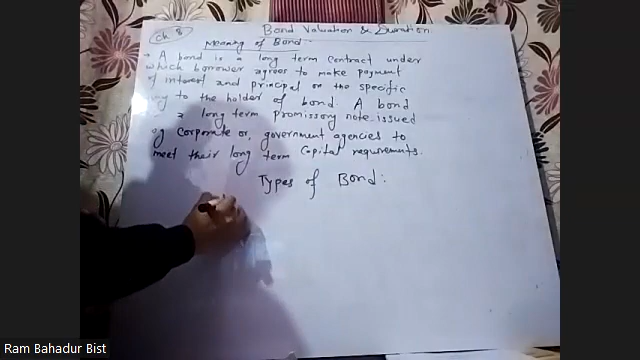 Ch 8
Bond Valuation & Duration
Meaning of Bond:-
A bond is a long term contract under
which borrower agrees to make payment
of interest and principal on the specific
to the holder of bond. A bond
a long term promissory note issued
corporate or, government agencies to
meet their long term Capital requirements.
Types of Bond:
Ram Bahadur Bist